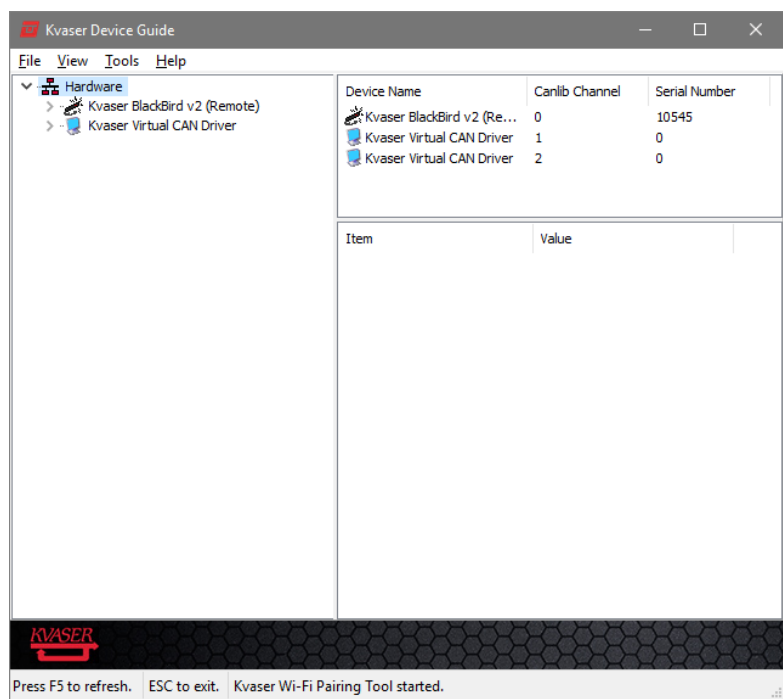 Kvaser Device Guide
File View Tools Help
Hardware
Kvaser BlackBird v2 (Remote)
Kvaser Virtual CAN Driver
Device Name Canlib Channel Serial Number
Kvaser BlackBird v2 (Re... 0 10545
Kvaser Virtual CAN Driver 1 0
Kvaser Virtual CAN Driver 2 0
Item Value
KVASER
Press F5 to refresh. ESC to exit. Kvaser Wi-Fi Pairing Tool started.